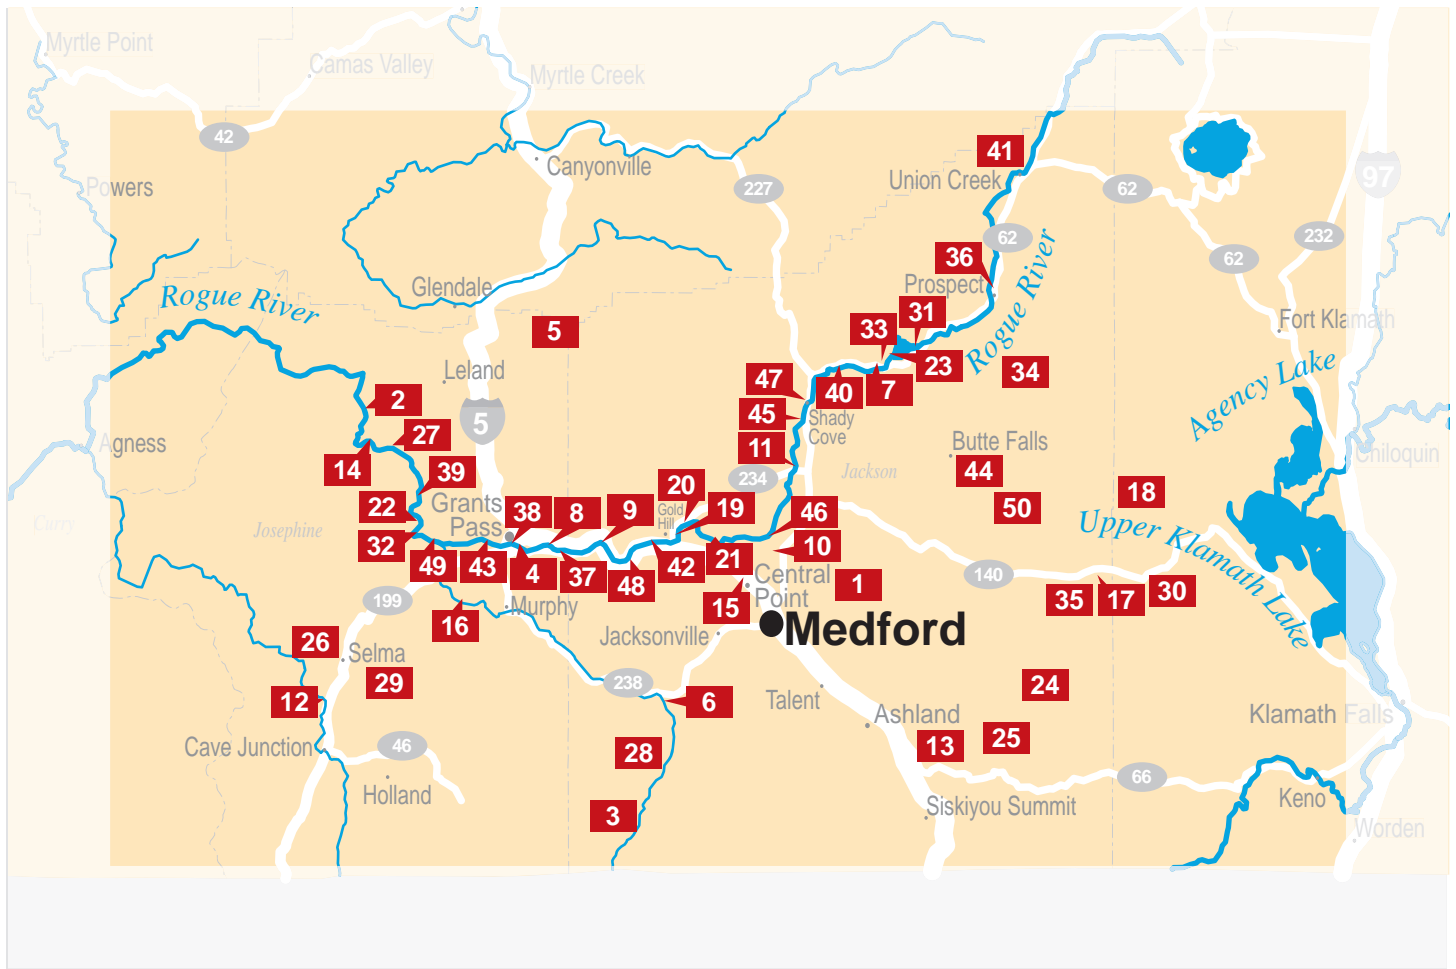 Myrtle Point
Camas Valley
Myrtle Creek
42
Canyonville
41
97
Powers
227
Union Creek
62
62
232
36
62
Rogue River
Glendale
Prospect
Rogue River
31
Fort Klamath
5
33
23
34
Agency Lake
Leland
47
40
7
2
45
Shady
Cove
5
27
Agness
11
Butte Falls
Chiloquin
14
39
234
Jackson
44
20
18
22
Grants
Pass
38
8
9
Gold
Hill
19
46
50
Curry
Josephine
Upper Klamath Lake
32
49
43
4
37
48
42
21
10
Central
Point
1
140
35
17
30
199
16
Murphy
15
Medford
26
Selma
Jacksonville
29
238
24
12
6
Talent
Ashland
Klamath Falls
Cave Junction
46
28
13
25
66
Holland
3
Siskiyou Summit
Keno
Worden